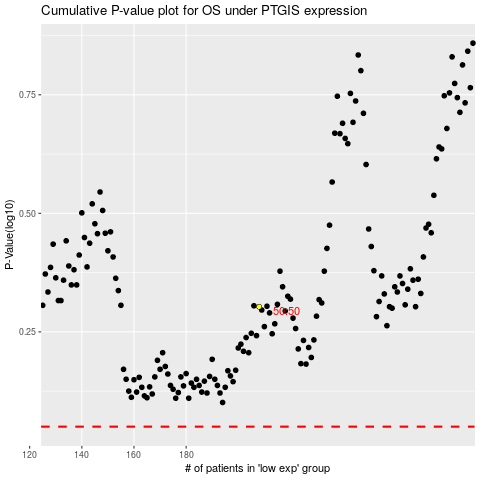 Cumulative P-value plot for OS under PTGIS expression
P-Value(log10)
0.75
0.50
0.25
50:50
120 140 160 180
# of patients in 'low exp' group